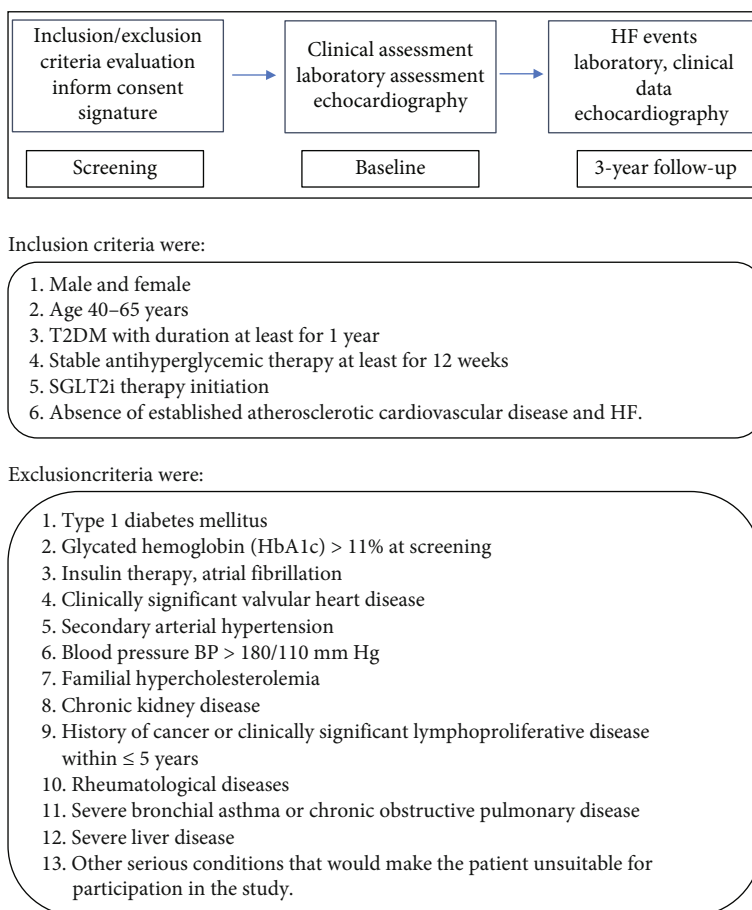 Inclusion/exclusion
criteria evaluation
inform consent
signature
Clinical assessment
laboratory assessment
echocardiography
HF events
laboratory, clinical
data
echocardiography
Screening
Baseline
3-year follow-up
Inclusion criteria were:
1. Male and female
2. Age 40–65 years
3. T2DM with duration at least for 1 year
4. Stable antihyperglycemic therapy at least for 12 weeks
5. SGLT2i therapy initiation
6. Absence of established atherosclerotic cardiovascular disease and HF.
Exclusioncriteria were:
1. Type 1 diabetes mellitus
2. Glycated hemoglobin (HbA1c) > 11% at screening
3. Insulin therapy, atrial fibrillation
4. Clinically significant valvular heart disease
5. Secondary arterial hypertension
6. Blood pressure BP > 180/110 mm Hg
7. Familial hypercholesterolemia
8. Chronic kidney disease
9. History of cancer or clinically significant lymphoproliferative disease
within ≤ 5 years
10. Rheumatological diseases
11. Severe bronchial asthma or chronic obstructive pulmonary disease
12. Severe liver disease
13. Other serious conditions that would make the patient unsuitable for
participation in the study.